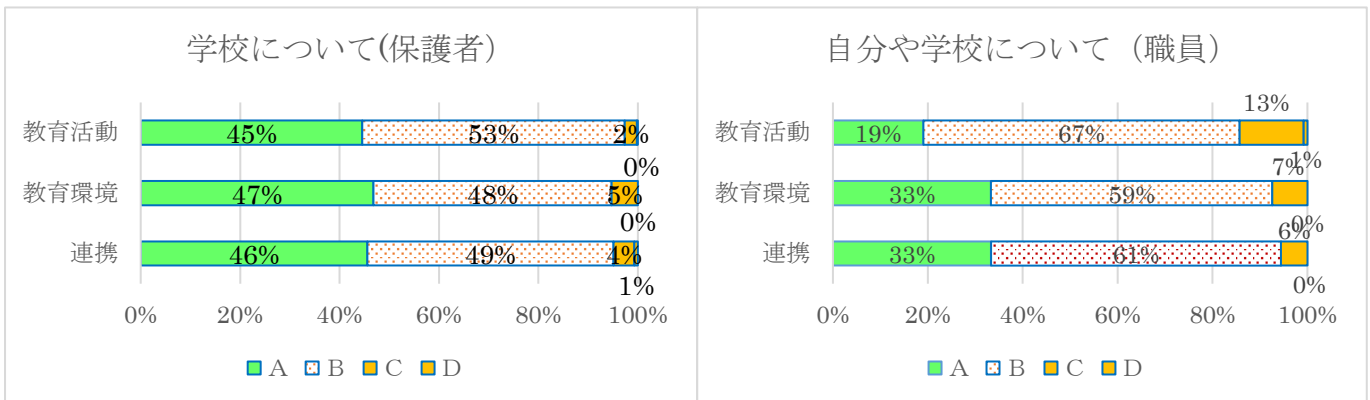 学校について(保護者）
教育活動
45%
53%
2%
0%
教育環境
47%
48%
5%
0%
連携
46%
49%
4%
1%
0%
20%
40%
60%
80%
100%
A
B
C
D
自分や学校について（職員）
教育活動
19%
67%
13%
1%
教育環境
33%
59%
7%
0%
連携
33%
61%
6%
0%
0%
20%
40%
60%
80%
100%
A
B
C
D